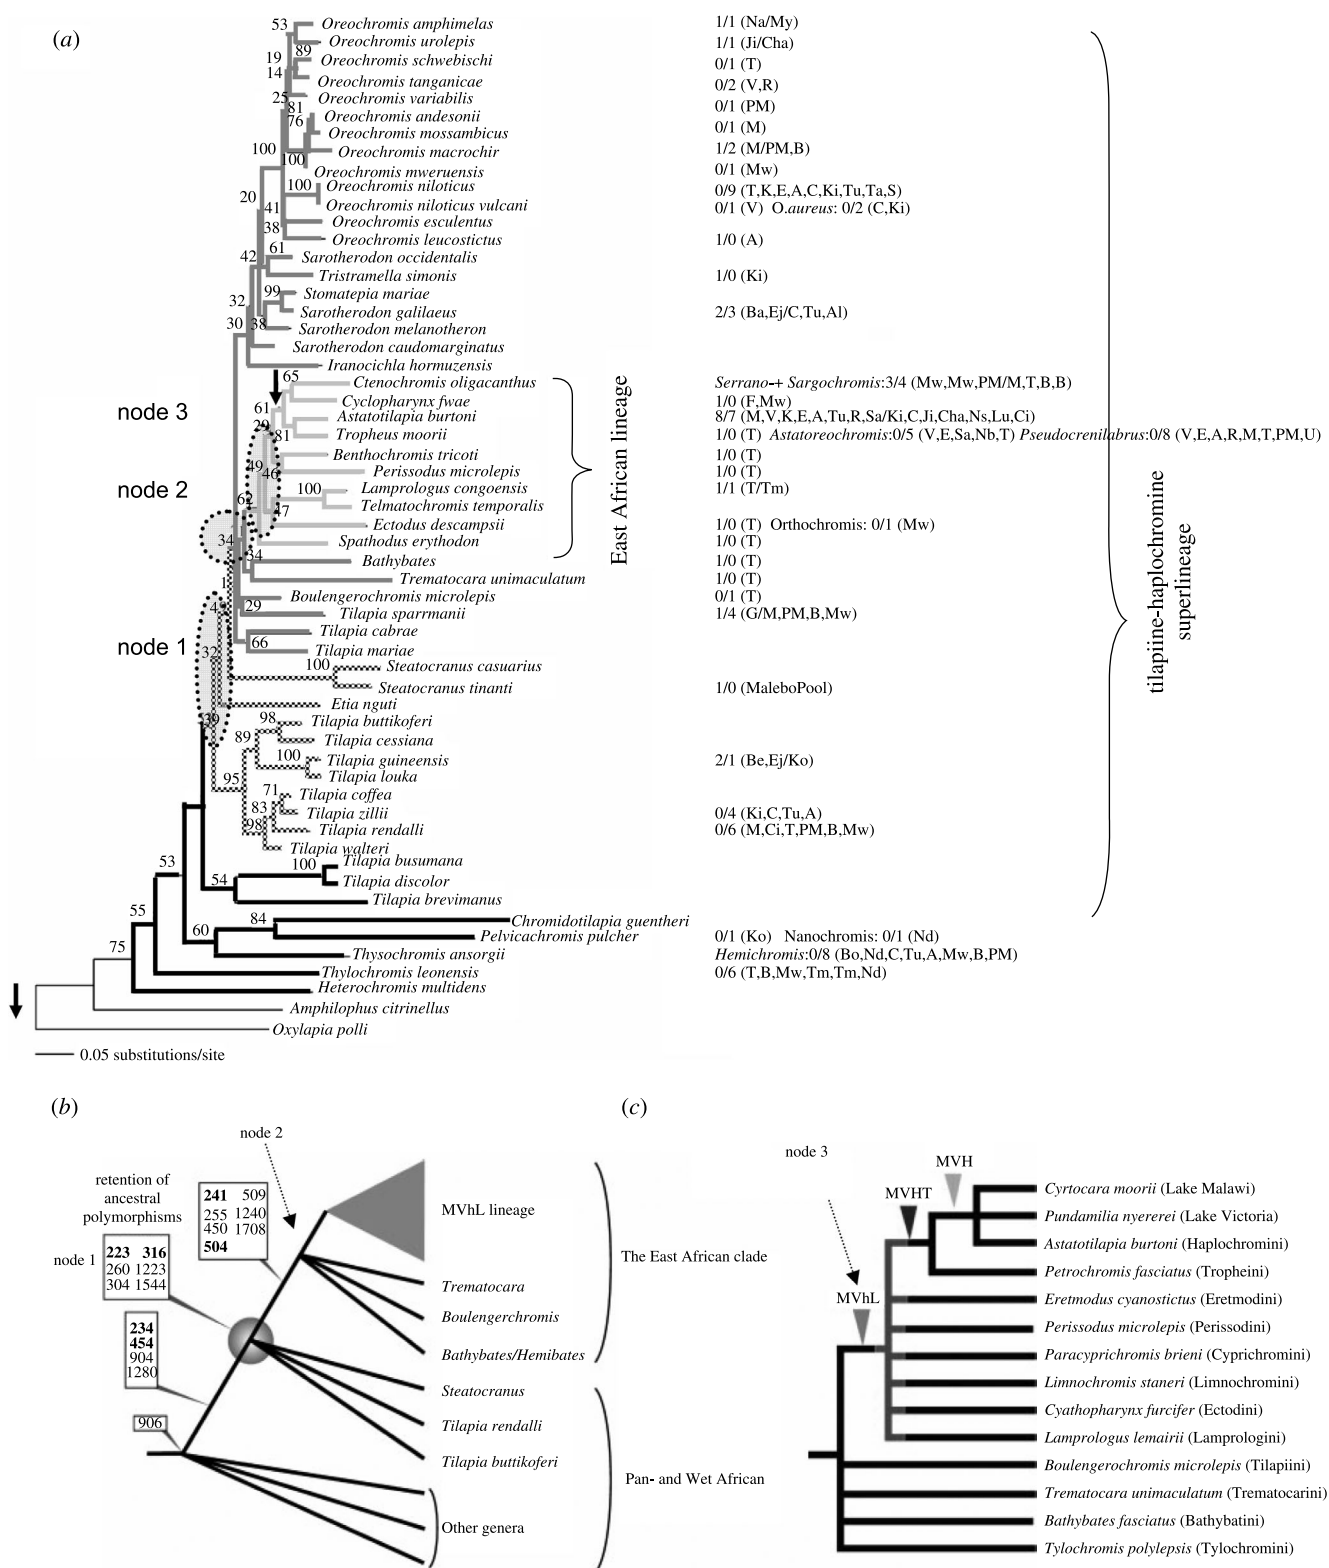 (a)
53 Oreochromis amphimelas 1/1 (Na/My)
89 Oreochromis urolepis 1/1 (Ji/Cha)
19 Oreochromis schwebischi 0/1 (T)
14 Oreochromis tanganicae 0/2 (V,R)
25 Oreochromis variabilis 0/1 (PM)
81 Oreochromis andesonii 0/1 (M)
76 Oreochromis mossambicus 1/2 (M/PM,B)
100 100 Oreochromis macrochir 0/1 (Mw)
Oreochromis mweruensis
100 Oreochromis niloticus 0/9 (T,K,E,A,C,Ki,Tu,Ta,S)
20 41 Oreochromis niloticus vulcani 0/1 (V) O.aureus: 0/2 (C,Ki)
38 Oreochromis esculentus
Oreochromis leucostictus 1/0 (A)
42 61 Sarotherodon occidentalis
Tristramella simonis 1/0 (Ki)
32 99 Stomatepia mariae
30 38 Sarotherodon galilaeus 2/3 (Ba,Ej/C,Tu,Al)
Sarotherodon melanotheron
Sarotherodon caudomarginatus
Iranocichla hormuzensis
65 Ctenochromis oligacanthus Serrano-+ Sargochromis:3/4 (Mw,Mw,PM/M,T,B,B)
node 3 61 Cyclopharynx fwae 1/0 (F,Mw)
29 Astatotilapia burtoni 8/7 (M,V,K,E,A,Tu,R,Sa/Ki,C,Ji,Cha,Ns,Lu,Ci)
81 Tropheus moorii 1/0 (T) Astatoreochromis:0/5 (V,E,Sa,Nb,T) Pseudocrenilabrus:0/8 (V,E,A,R,M,T,PM,U)
Benthochromis tricoti 1/0 (T)
49 46 Perissodus microlepis 1/0 (T)
node 2 100 Lamprologus congoensis 1/1 (T/Tm)
62 47 Telmatochromis temporalis
Ectodus descampsii 1/0 (T) Orthochromis: 0/1 (Mw)
34 Spathodus erythodon 1/0 (T)
34 Bathybates 1/0 (T)
1 Trematocara unimaculatum 1/0 (T)
29 Boulengerochromis microlepis 0/1 (T)
Tilapia sparrmanii 1/4 (G/M,PM,B,Mw)
node 1 66 Tilapia cabrae
32 Tilapia mariae
100 Steatocranus casuarius
Steatocranus tinanti 1/0 (MaleboPool)
Etia nguti
39 98 Tilapia buttikoferi
89 Tilapia cessiana
100 Tilapia guineensis 2/1 (Be,Ej/Ko)
95 Tilapia louka
71 Tilapia coffea
83 Tilapia zillii 0/4 (Ki,C,Tu,A)
98 Tilapia rendalli 0/6 (M,Ci,T,PM,B,Mw)
Tilapia walteri
53 100 Tilapia busumana
54 Tilapia discolor
Tilapia brevimanus
55 84 Chromidotilapia guentheri
60 Pelvicachromis pulcher 0/1 (Ko) Nanochromis: 0/1 (Nd)
75 Thysochromis ansorgii Hemichromis:0/8 (Bo,Nd,C,Tu,A,Mw,B,PM)
Thylochromis leonensis 0/6 (T,B,Mw,Tm,Tm,Nd)
Heterochromis multidens
Amphilophus citrinellus
Oxylapia polli
0.05 substitutions/site
East African lineage
tilapiine-haplochromine
superlineage
(b)
node 2
retention of
ancestral
polymorphisms
241 509
255 1240
450 1708
504
node 1
223 316
260 1223
304 1544
234
454
904
1280
906
MVhL lineage
Trematocara
Boulengerchromis
Bathybates/Hemibates
Steatocranus
Tilapia rendalli
Tilapia buttikoferi
Other genera
The East African clade
Pan- and Wet African
(c)
node 3
MVH
MVHT
MVhL
Cyrtocara moorii (Lake Malawi)
Pundamilia nyererei (Lake Victoria)
Astatotilapia burtoni (Haplochromini)
Petrochromis fasciatus (Tropheini)
Eretmodus cyanostictus (Eretmodini)
Perissodus microlepis (Perissodini)
Paracyprichromis brieni (Cyprichromini)
Limnochromis staneri (Limnochromini)
Cyathopharynx furcifer (Ectodini)
Lamprologus lemairii (Lamprologini)
Boulengerochromis microlepis (Tilapiini)
Trematocara unimaculatum (Trematocarini)
Bathybates fasciatus (Bathybatini)
Tylochromis polylepsis (Tylochromini)